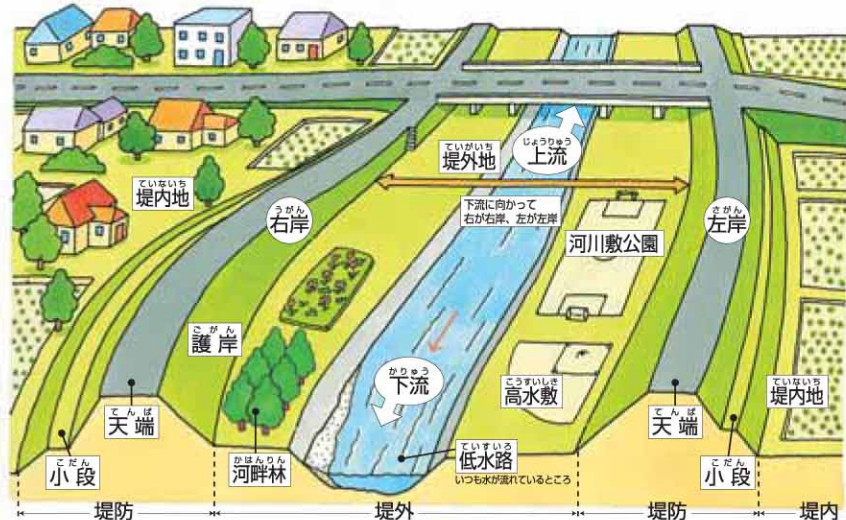 ていがいち
堤外地
じょうりゅう
上流
ていないち
堤内地
うがん
右岸
下流に向かって
右が右岸、左が左岸
さがん
左岸
河川敷公園
ごがん
護岸
かりゅう
下流
こうすいしき
高水敷
てんば
天端
てんば
天端
ていないち
堤内地
こだん
小段
かはんりん
河畔林
ていすいろ
低水路
いつも水が流れているところ
こだん
小段
堤防
堤外
堤防
堤内